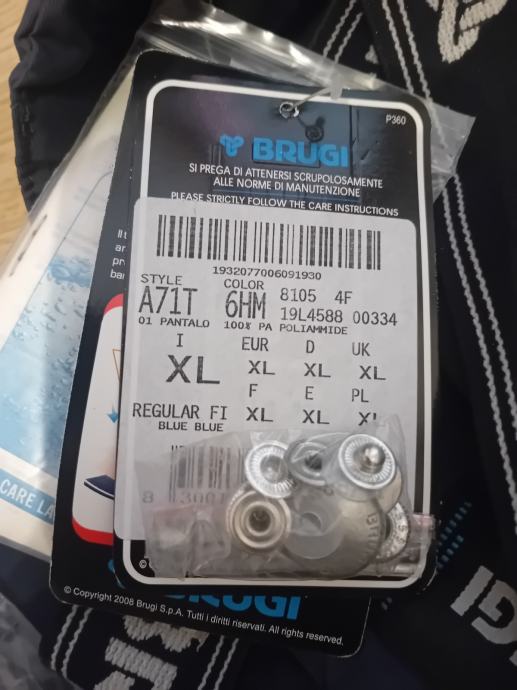 P360
BRUGI
SI PREGA DI ATTENERSI SCRUPOLOSAMENTE
ALLE NORME DI MANUTENZIONE
PLEASE STRICTLY FOLLOW THE CARE INSTRUCTIONS
1932077006091930
STYLE COLOR
A71T 6HM 8105 4F
19L4588 00334
01 PANTALO 100% PA POLIAMMIDE
I EUR D UK
XL XL XL XL
F E PL
REGULAR FI XL XL XL
BLUE BLUE
CARE
BRUGI
© Copyright 2008 Brugi S.p.A. Tutti i diritti riservati. All rights reserved.